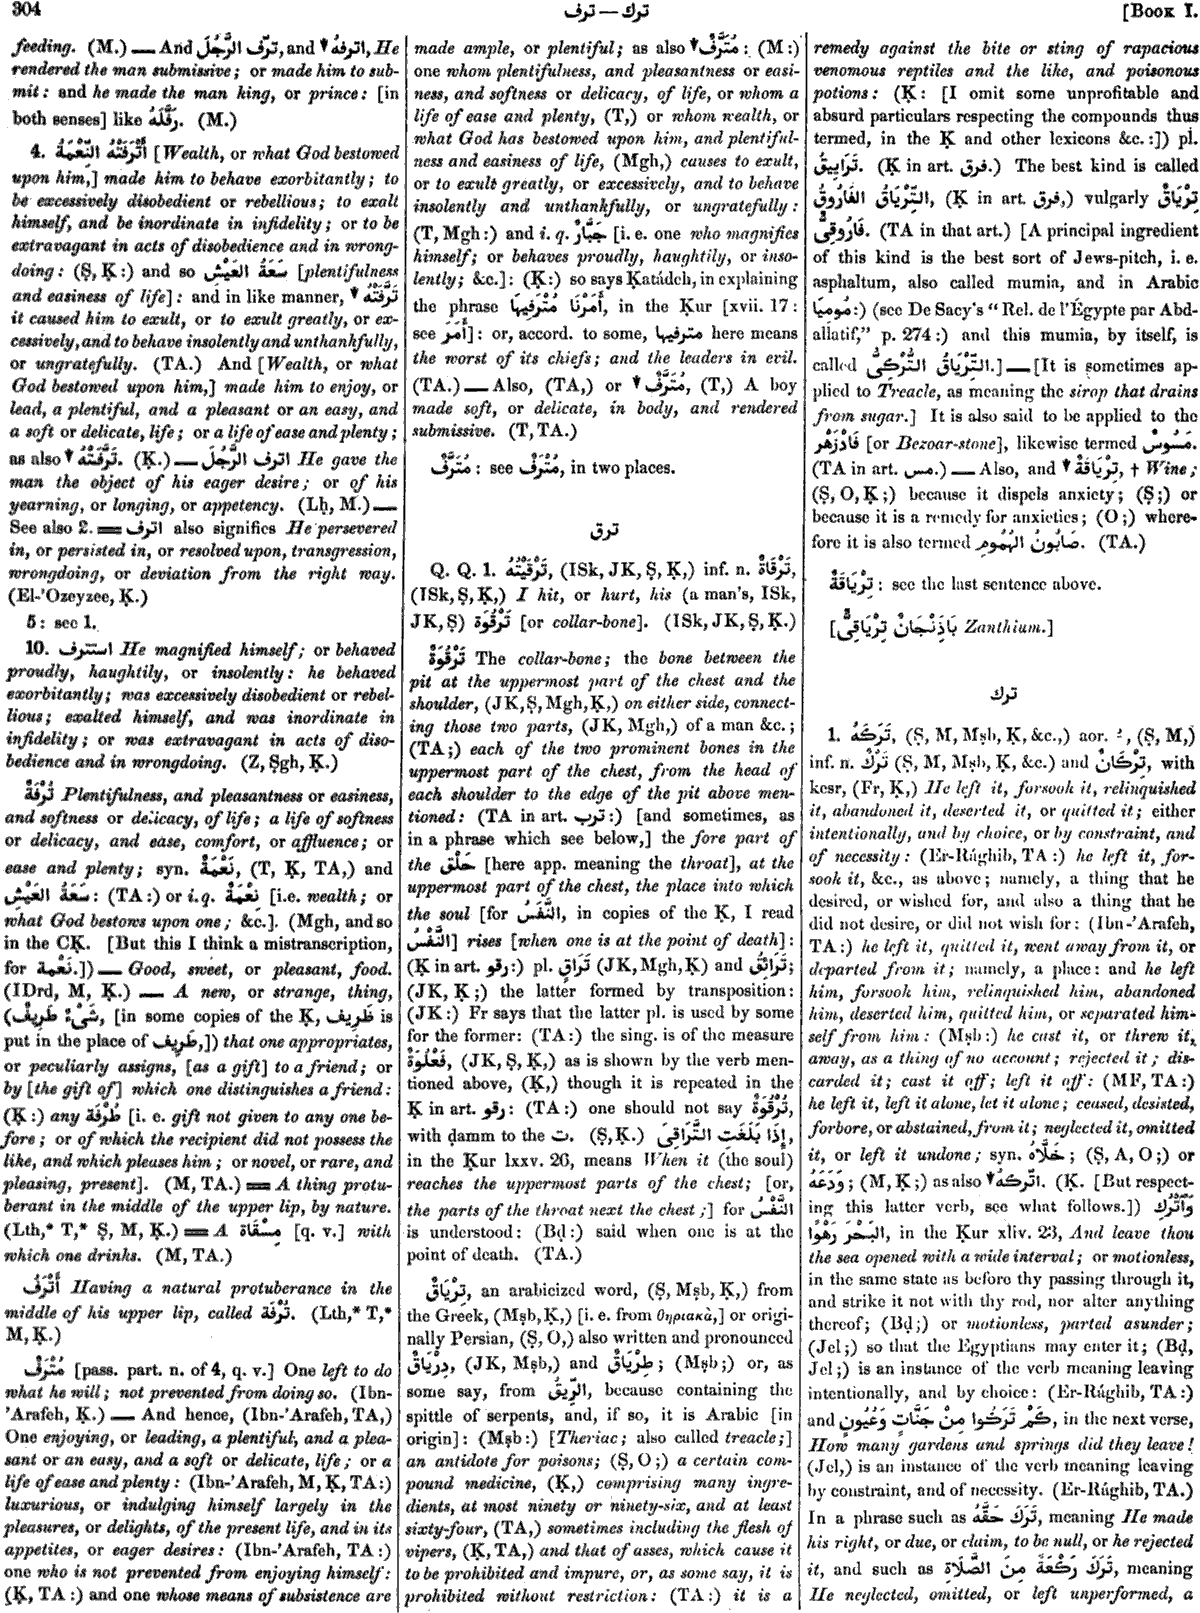 304
ترف — ترك
[Book I.
feeding. (M.) — And تَرَّفَ الرَّجُلَ, and ↓ اترفهُ, He
rendered the man submissive; or made him to sub-
mit: and he made the man king, or prince: [in
both senses] like رَفَّلَهُ. (M.)
4. أَتْرَفَتْهُ النِّعْمَةُ [Wealth, or what God bestowed
upon him,] made him to behave exorbitantly; to
be excessively disobedient or rebellious; to exalt
himself, and be inordinate in infidelity; or to be
extravagant in acts of disobedience and in wrong-
doing: (Ṣ, Ḳ:) and so سَعَةُ العَيْشِ [plentifulness
and easiness of life]: and in like manner, ↓ تَرَّفَتْهُ
it caused him to exult, or to exult greatly, or ex-
cessively, and to behave insolently and unthankfully,
or ungratefully. (TA.) And [Wealth, or what
God bestowed upon him,] made him to enjoy, or
lead, a plentiful, and a pleasant or an easy, and
a soft or delicate, life; or a life of ease and plenty;
as also ↓ تَرَّفَتْهُ. (Ḳ.) — اترف الرَّجُلَ He gave the
man the object of his eager desire; or of his
yearning, or longing, or appetency. (Lḥ, M.) —
See also 2. = اترف also signifies He persevered
in, or persisted in, or resolved upon, transgression,
wrongdoing, or deviation from the right way.
(El-'Ozeyzee, Ḳ.)
5: see 1.
10. استترف He magnified himself; or behaved
proudly, haughtily, or insolently: he behaved
exorbitantly; was excessively disobedient or rebel-
lious; exalted himself, and was inordinate in
infidelity; or was extravagant in acts of diso-
bedience and in wrongdoing. (Z, Ṣgh, Ḳ.)
تُرْفَةٌ Plentifulness, and pleasantness or easiness,
and softness or delicacy, of life; a life of softness
or delicacy, and ease, comfort, or affluence; or
ease and plenty; syn. نَعْمَةٌ, (T, Ḳ, TA,) and
سَعَةُ العَيْشِ: (TA:) or i.q. نِعْمَةٌ [i.e. wealth; or
what God bestows upon one; &c.]. (Mgh, and so
in the CḲ. [But this I think a mistranscription,
for نَعْمة.]) — Good, sweet, or pleasant, food.
(IDrd, M, Ḳ.) — A new, or strange, thing,
(شَىْءٌ طَرِيفٌ, [in some copies of the Ḳ, ظَرِيف is
put in the place of طَرِيف,]) that one appropriates,
or peculiarly assigns, [as a gift] to a friend; or
by [the gift of] which one distinguishes a friend:
(Ḳ:) any طُرْفَة [i. e. gift not given to any one be-
fore; or of which the recipient did not possess the
like, and which pleases him; or novel, or rare, and
pleasing, present]. (M, TA.) = A thing protu-
berant in the middle of the upper lip, by nature.
(Lth,* T,* Ṣ, M, Ḳ.) = A مِسْقَاة [q. v.] with
which one drinks. (M, TA.)
أَتْرَفُ Having a natural protuberance in the
middle of his upper lip, called تُرْفَة. (Lth,* T,*
M, Ḳ.)
مُتْرَفٌ [pass. part. n. of 4, q. v.] One left to do
what he will; not prevented from doing so. (Ibn-
'Arafeh, Ḳ.) — And hence, (Ibn-'Arafeh, TA,)
One enjoying, or leading, a plentiful, and a plea-
sant or an easy, and a soft or delicate, life; or a
life of ease and plenty: (Ibn-'Arafeh, M, Ḳ, TA:)
luxurious, or indulging himself largely in the
pleasures, or delights, of the present life, and in its
appetites, or eager desires: (Ibn-'Arafeh, TA:)
one who is not prevented from enjoying himself:
(Ḳ, TA:) and one whose means of subsistence are
made ample, or plentiful; as also ↓ مُتَرَّفٌ: (M:)
one whom plentifulness, and pleasantness or easi-
ness, and softness or delicacy, of life, or whom a
life of ease and plenty, (T,) or whom wealth, or
what God has bestowed upon him, and plentiful-
ness and easiness of life, (Mgh,) causes to exult,
or to exult greatly, or excessively, and to behave
insolently and unthankfully, or ungratefully:
(T, Mgh:) and i. q. جَبَّارٌ [i. e. one who magnifies
himself; or behaves proudly, haughtily, or inso-
lently; &c.]: (Ḳ:) so says Ḳatádeh, in explaining
the phrase أَمَرْنَا مُتْرَفِيهَا, in the Ḳur [xvii. 17:
see أَمَرَ]: or, accord. to some, مترفيها here means
the worst of its chiefs; and the leaders in evil.
(TA.) — Also, (TA,) or ↓ مُتَرَّفٌ, (T,) A boy
made soft, or delicate, in body, and rendered
submissive. (T, TA.)
مُتَرَّفٌ: see مُتْرَفٌ, in two places.
ترق
Q. Q. 1. تَرْقَيْتُهُ, (ISk, JK, Ṣ, Ḳ,) inf. n. تَرْقَاةٌ,
(ISk, Ṣ, Ḳ,) I hit, or hurt, his (a man's, ISk,
JK, Ṣ) تَرْقُوَة [or collar-bone]. (ISk, JK, Ṣ, Ḳ.)
تَرْقُوَةٌ The collar-bone; the bone between the
pit at the uppermost part of the chest and the
shoulder, (JK, Ṣ, Mgh, Ḳ,) on either side, connect-
ing those two parts, (JK, Mgh,) of a man &c.;
(TA;) each of the two prominent bones in the
uppermost part of the chest, from the head of
each shoulder to the edge of the pit above men-
tioned: (TA in art. ترب:) [and sometimes, as
in a phrase which see below,] the fore part of
the حَلْق [here app. meaning the throat], at the
uppermost part of the chest, the place into which
the soul [for النَّفَسُ, in copies of the Ḳ, I read
النَّفْسُ] rises [when one is at the point of death]:
(Ḳ in art. رقو:) pl. تَرَاقٍ (JK, Mgh, Ḳ) and تَرَائِقُ;
(JK, Ḳ;) the latter formed by transposition:
(JK:) Fr says that the latter pl. is used by some
for the former: (TA:) the sing. is of the measure
فَعْلُوَةٌ, (JK, Ṣ, Ḳ,) as is shown by the verb men-
tioned above, (Ḳ,) though it is repeated in the
Ḳ in art. رقو: (TA:) one should not say تُرْقُوَةٌ,
with ḍamm to the ت. (Ṣ, Ḳ.) إِذَا بَلَغَتِ التَّرَاقِىَ,
in the Ḳur lxxv. 26, means When it (the soul)
reaches the uppermost parts of the chest; [or,
the parts of the throat next the chest;] for النَّفْسُ
is understood: (Bḍ:) said when one is at the
point of death. (TA.)
تِرْيَاقٌ, an arabicized word, (Ṣ, Mṣb, Ḳ,) from
the Greek, (Mṣb, Ḳ,) [i. e. from θηριακὰ,] or origi-
nally Persian, (Ṣ, O,) also written and pronounced
دِرْيَاقٌ, (JK, Mṣb,) and طِرْيَاقٌ; (Mṣb;) or, as
some say, from الرِّيقُ, because containing the
spittle of serpents, and, if so, it is Arabic [in
origin]: (Mṣb:) [Theriac; also called treacle;]
an antidote for poisons; (Ṣ, O;) a certain com-
pound medicine, (Ḳ,) comprising many ingre-
dients, at most ninety or ninety-six, and at least
sixty-four, (TA,) sometimes including the flesh of
vipers, (Ḳ, TA,) and that of asses, which cause it
to be prohibited and impure, or, as some say, it is
prohibited without restriction: (TA:) it is a
remedy against the bite or sting of rapacious
venomous reptiles and the like, and poisonous
potions: (Ḳ: [I omit some unprofitable and
absurd particulars respecting the compounds thus
termed, in the Ḳ and other lexicons &c.:]) pl.
تَرَايِيقُ. (Ḳ in art. فرق.) The best kind is called
التِّرْيَاقُ الفَارُوقُ, (Ḳ in art. فرق,) vulgarly تِرْيَاقٌ
فَارُوقِىٌّ. (TA in that art.) [A principal ingredient
of this kind is the best sort of Jews-pitch, i. e.
asphaltum, also called mumia, and in Arabic
مُومِيَا:) (see De Sacy's "Rel. de l'Égypte par Abd-
allatif," p. 274:) and this mumia, by itself, is
called التِّرْيَاقُ التُّرْكِىُّ.] — [It is sometimes ap-
plied to Treacle, as meaning the sirop that drains
from sugar.] It is also said to be applied to the
فَادْزَهْر [or Bezoar-stone], likewise termed مَسُوسٌ.
(TA in art. مس.) — Also, and ↓ تِرْيَاقَةٌ, † Wine;
(Ṣ, O, Ḳ;) because it dispels anxiety; (Ṣ;) or
because it is a remedy for anxieties; (O;) where-
fore it is also termed صَابُونُ الهُمُومِ. (TA.)
تِرْيَاقَةٌ: see the last sentence above.
[بَاذِنْجَانٌ تِرْيَاقِىٌّ Zanthium.]
ترك
1. تَرَكَهُ, (Ṣ, M, Mṣb, Ḳ, &c.,) aor. ـُ, (Ṣ, M,)
inf. n. تَرْكٌ (Ṣ, M, Mṣb, Ḳ, &c.) and تِرْكَانٌ, with
kesr, (Fr, Ḳ,) He left it, forsook it, relinquished
it, abandoned it, deserted it, or quitted it; either
intentionally, and by choice, or by constraint, and
of necessity: (Er-Rághib, TA:) he left it, for-
sook it, &c., as above; namely, a thing that he
desired, or wished for, and also a thing that he
did not desire, or did not wish for: (Ibn-'Arafeh,
TA:) he left it, quitted it, went away from it, or
departed from it; namely, a place: and he left
him, forsook him, relinquished him, abandoned
him, deserted him, quitted him, or separated him-
self from him: (Mṣb:) he cast it, or threw it,
away, as a thing of no account; rejected it; dis-
carded it; cast it off; left it off: (MF, TA:)
he left it, left it alone, let it alone; ceased, desisted,
forbore, or abstained, from it; neglected it, omitted
it, or left it undone; syn. خَلَّاهُ; (Ṣ, A, O;) or
وَدَعَهُ; (M, Ḳ;) as also ↓ اتّركهُ. (Ḳ. [But respect-
ing this latter verb, see what follows.]) وَٱتْرُكِ
البَحْرَ رَهْوًا, in the Ḳur xliv. 23, And leave thou
the sea opened with a wide interval; or motionless,
in the same state as before thy passing through it,
and strike it not with thy rod, nor alter anything
thereof; (Bḍ;) or motionless, parted asunder;
(Jel;) so that the Egyptians may enter it; (Bḍ,
Jel;) is an instance of the verb meaning leaving
intentionally, and by choice: (Er-Rághib, TA:)
and كَمْ تَرَكُوا مِنْ جَنَّاتٍ وَعُيُونٍ, in the next verse,
How many gardens and springs did they leave!
(Jel,) is an instance of the verb meaning leaving
by constraint, and of necessity. (Er-Rághib, TA.)
In a phrase such as تَرَكَ حَقَّهُ, meaning He made
his right, or due, or claim, to be null, or he rejected
it, and such as تَرَكَ رَكْعَةً مِنَ الصَّلَاةِ, meaning
He neglected, omitted, or left unperformed, a